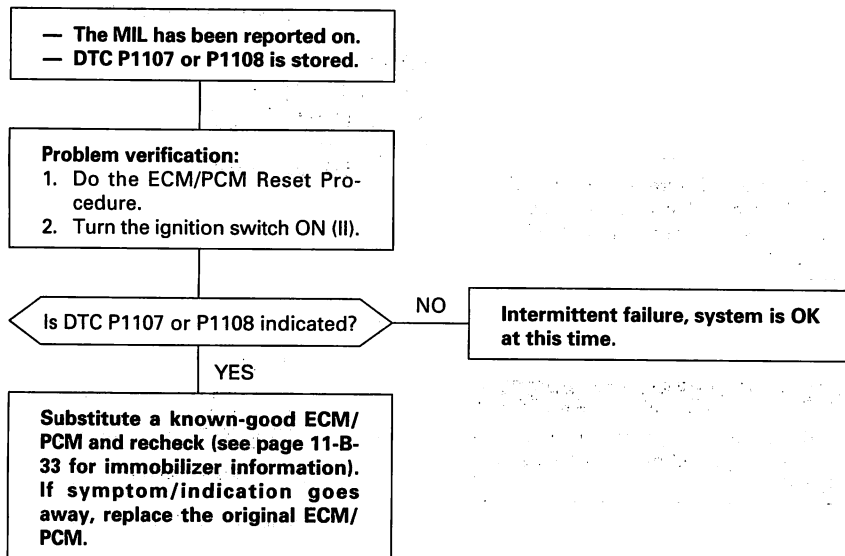 — The MIL has been reported on.
— DTC P1107 or P1108 is stored.
Problem verification:
1. Do the ECM/PCM Reset Pro-
cedure.
2. Turn the ignition switch ON (II).
Is DTC P1107 or P1108 indicated?
NO
Intermittent failure, system is OK
at this time.
YES
Substitute a known-good ECM/
PCM and recheck (see page 11-B-
33 for immobilizer information).
If symptom/indication goes
away, replace the original ECM/
PCM.